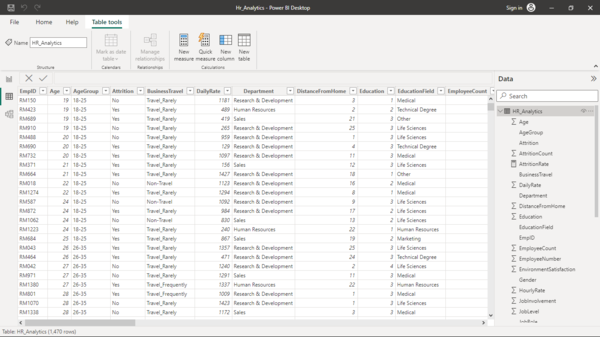 Hr_Analytics - Power BI Desktop
Sign in
File Home Help Table tools
Name HR_Analytics
Mark as date table
Manage relationships
New measure
Quick measure
New column
New table
Structure Calendars Relationships Calculations
EmpID Age AgeGroup Attrition BusinessTravel DailyRate Department DistanceFromHome Education EducationField EmployeeCount
RM150 19 18-25 No Travel_Rarely 1181 Research & Development 3 1 Medical
RM423 19 18-25 Yes Travel_Rarely 489 Human Resources 2 2 Technical Degree
RM689 19 18-25 Yes Travel_Rarely 419 Sales 21 3 Other
RM910 19 18-25 No Travel_Rarely 265 Research & Development 25 3 Life Sciences
RM488 20 18-25 No Travel_Rarely 959 Research & Development 1 3 Life Sciences
RM690 20 18-25 Yes Travel_Rarely 129 Research & Development 4 3 Technical Degree
RM732 20 18-25 Yes Travel_Rarely 1097 Research & Development 11 3 Medical
RM371 21 18-25 Yes Travel_Rarely 156 Sales 12 3 Life Sciences
RM664 21 18-25 Yes Travel_Rarely 1427 Research & Development 18 1 Other
RM018 22 18-25 No Non-Travel 1123 Research & Development 16 2 Medical
RM1274 22 18-25 Yes Travel_Rarely 1294 Research & Development 8 1 Medical
RM587 24 18-25 No Non-Travel 1092 Research & Development 9 3 Life Sciences
RM872 24 18-25 Yes Travel_Rarely 984 Research & Development 17 2 Life Sciences
RM1062 24 18-25 No Non-Travel 830 Sales 13 2 Life Sciences
RM1223 24 18-25 Yes Travel_Rarely 240 Human Resources 22 1 Human Resources
RM684 25 18-25 Yes Travel_Rarely 867 Sales 19 2 Marketing
RM043 26 26-35 Yes Travel_Rarely 1357 Research & Development 25 3 Life Sciences
RM464 26 26-35 Yes Travel_Rarely 471 Research & Development 24 3 Technical Degree
RM042 27 26-35 No Travel_Rarely 1240 Research & Development 2 4 Life Sciences
RM971 27 26-35 No Travel_Rarely 1291 Sales 11 3 Medical
RM1380 27 26-35 Yes Travel_Frequently 1337 Human Resources 22 3 Human Resources
RM801 28 26-35 Yes Travel_Frequently 1009 Research & Development 1 3 Medical
RM1070 28 26-35 No Travel_Rarely 1423 Research & Development 1 3 Life Sciences
RM1338 28 26-35 No Travel_Rarely 1172 Sales 3 3 Medical
Data
Search
HR_Analytics
Age
AgeGroup
Attrition
AttritionCount
AttritionRate
BusinessTravel
DailyRate
Department
DistanceFromHome
Education
EducationField
EmpID
EmployeeCount
EmployeeNumber
EnvironmentSatisfaction
Gender
HourlyRate
JobInvolvement
JobLevel
JobRole
Table: HR_Analytics (1,470 rows)